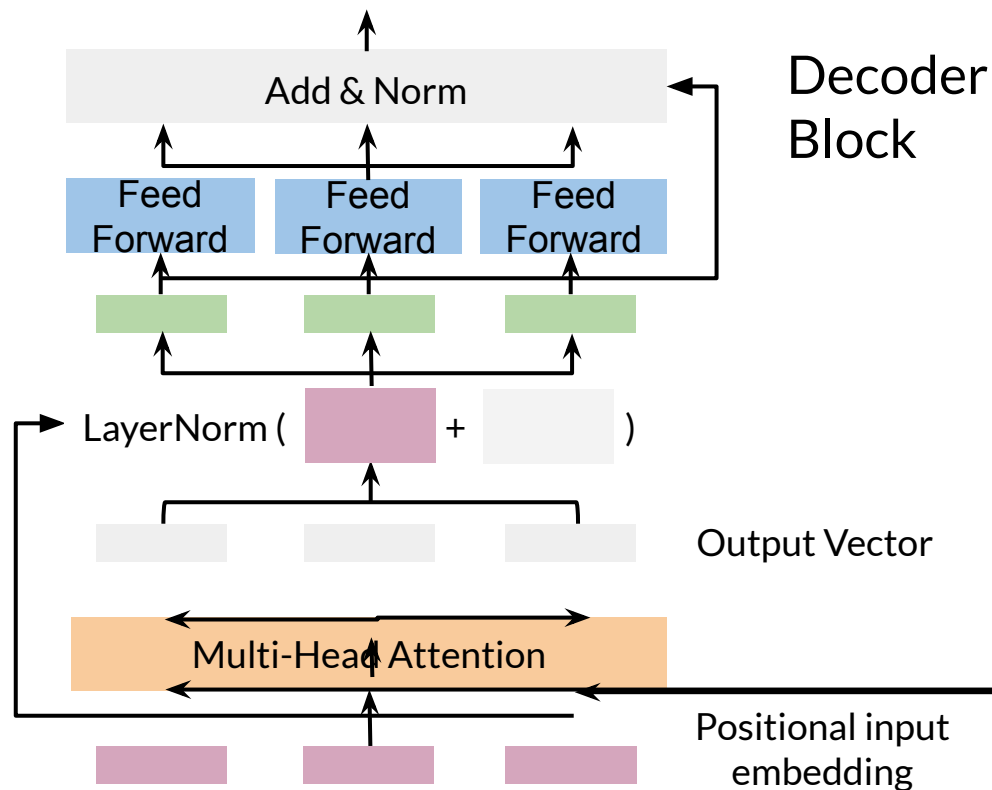 Decoder
Block
Add & Norm
Feed
Forward
Feed
Forward
Feed
Forward
LayerNorm ( + )
Output Vector
Multi-Head Attention
Positional input
embedding